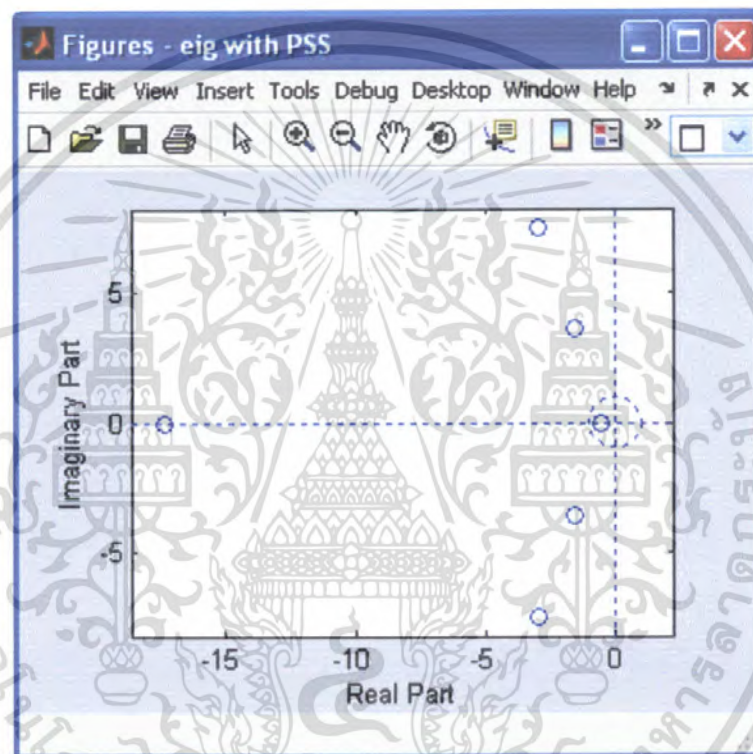 Figures - eig with PSS
File Edit View Insert Tools Debug Desktop Window Help
5
0
-5
Imaginary Part
-15 -10 -5 0
Real Part